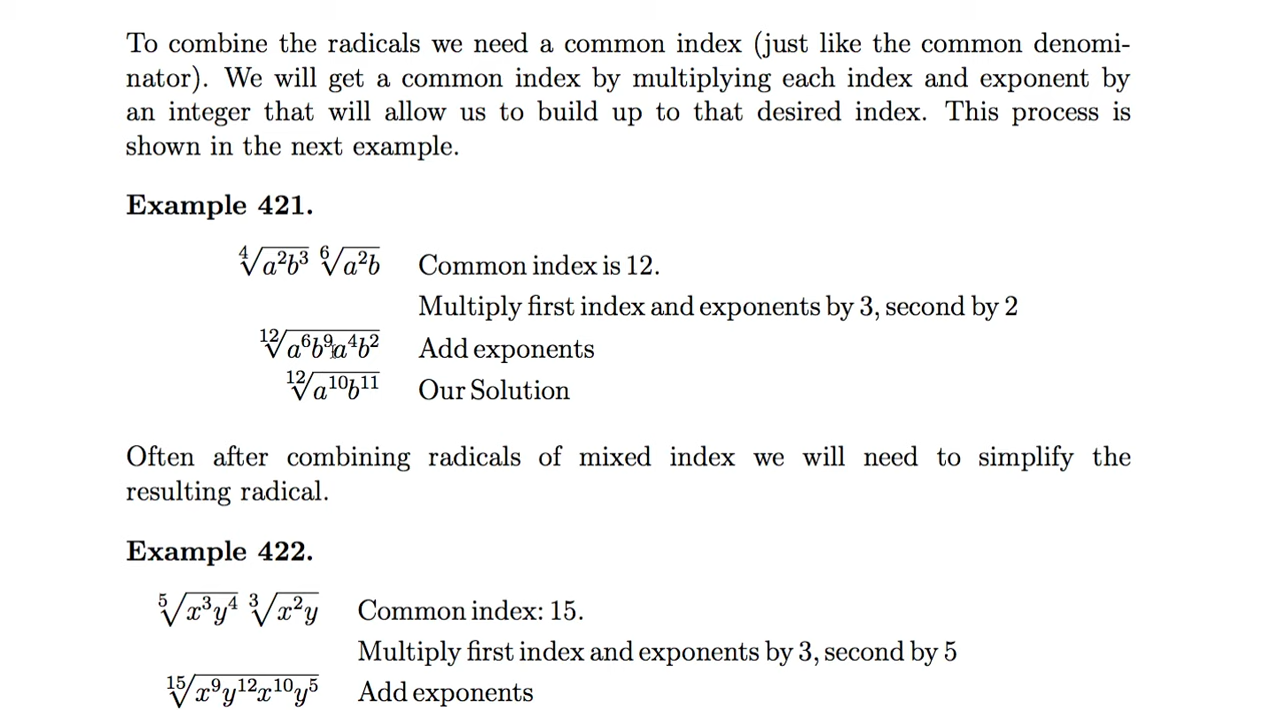 To combine the radicals we need a common index (just like the common denomi-
nator). We will get a common index by multiplying each index and exponent by
an integer that will allow us to build up to that desired index. This process is
shown in the next example.
Example 421.
⁴√(a²b³) ⁶√(a²b) Common index is 12.
Multiply first index and exponents by 3, second by 2
¹²√(a⁶b⁹a⁴b²) Add exponents
¹²√(a¹⁰b¹¹) Our Solution
Often after combining radicals of mixed index we will need to simplify the
resulting radical.
Example 422.
⁵√(x³y⁴) ³√(x²y) Common index: 15.
Multiply first index and exponents by 3, second by 5
¹⁵√(x⁹y¹²x¹⁰y⁵) Add exponents